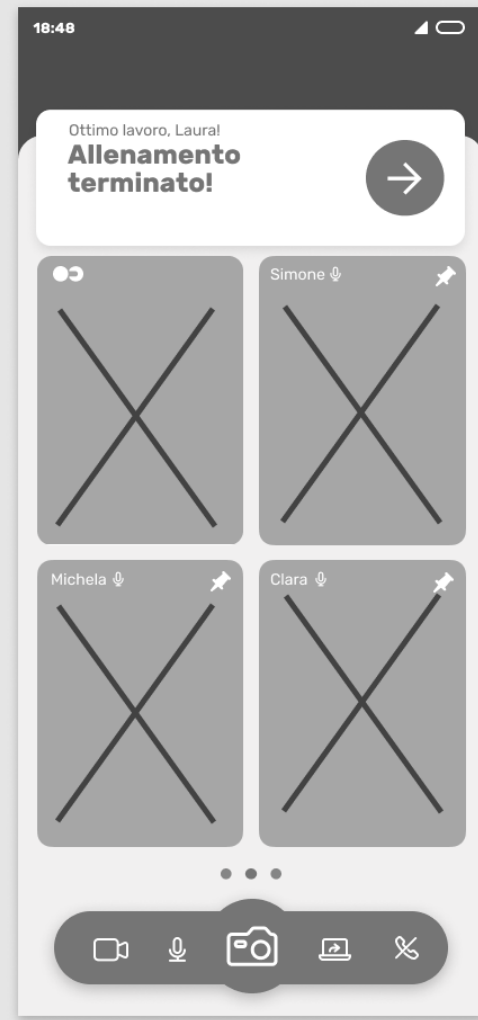 18:48
Ottimo lavoro, Laura!
Allenamento
terminato!
Simone
Michela
Clara